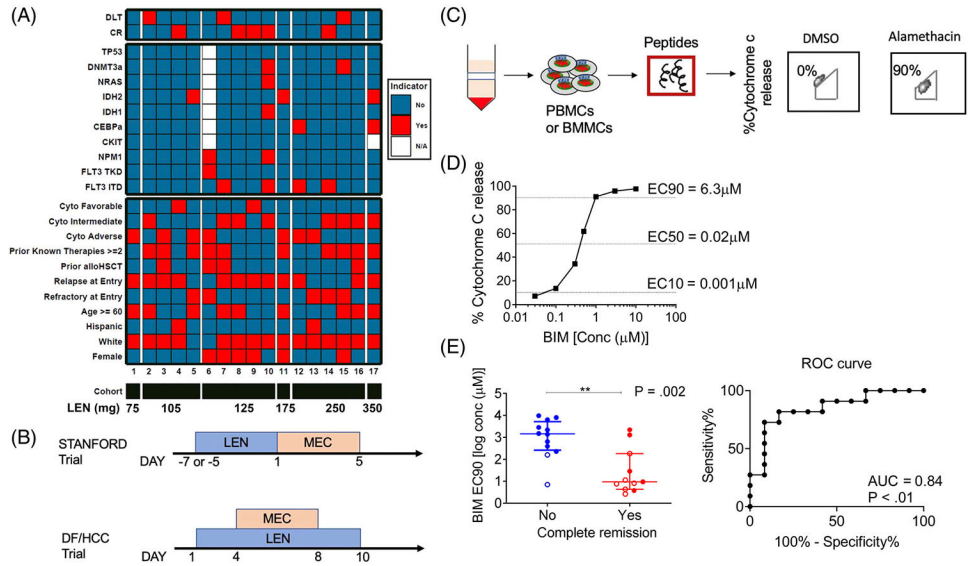 (A)
DLT
CR
TP53
DNMT3a
NRAS
IDH2
IDH1
CEBPa
CKIT
NPM1
FLT3 TKD
FLT3 ITD
Cyto Favorable
Cyto Intermediate
Cyto Adverse
Prior Known Therapies >=2
Prior alloHSCT
Relapse at Entry
Refractory at Entry
Age >= 60
Hispanic
White
Female
1 2 3 4 5 6 7 8 9 10 11 12 13 14 15 16 17
Cohort
LEN (mg) 75 105 125 175 250 350
Indicator
No
Yes
N/A
(B)
STANFORD
Trial
LEN MEC
DAY -7 or -5 1 5
DF/HCC
Trial
MEC
LEN
DAY 1 4 8 10
(C)
PBMCs
or BMMCs
Peptides
%Cytochrome c
release
DMSO
0%
Alamethacin
90%
(D)
% Cytochrome C release
100
80
60
40
20
0
0.01 0.1 1 10 100
BIM [Conc (μM)]
EC90 = 6.3μM
EC50 = 0.02μM
EC10 = 0.001μM
(E)
BIM EC90 [log conc (μM)]
5
4
3
2
1
0
** P = .002
No Yes
Complete remission
ROC curve
Sensitivity%
100
50
0
0 50 100
100% - Specificity%
AUC = 0.84
P < .01